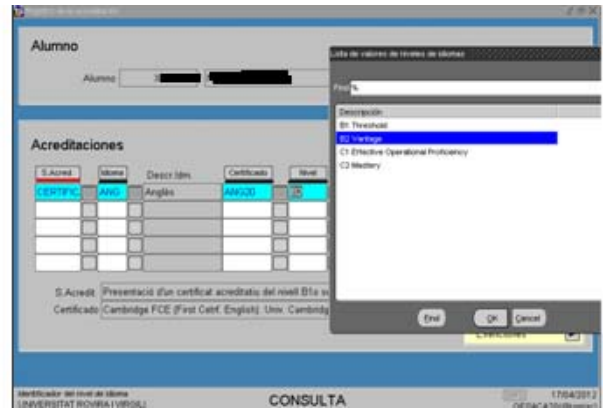 Alumno
Alumno
Lista de valores de niveles de idiomas
Find %
Descripción
B1 Threshold
B2 Vantage
C1 Effective Operational Proficiency
C2 Mastery
Acreditaciones
S.Acred. Idioma Descr.Idm. Certificado Nivel
CERTIFIC ANG Anglès ANG20
S.Acredit. Presentació d'un certificat acreditatiu del nivell B1o
Certificado Cambridge FCE (First Certif. English). Univ. Cambridg
Find OK Cancel
Exenciones
Identificador del nivel de idioma
UNIVERSITAT ROVIRA I VIRGILI
CONSULTA
17/04/2012